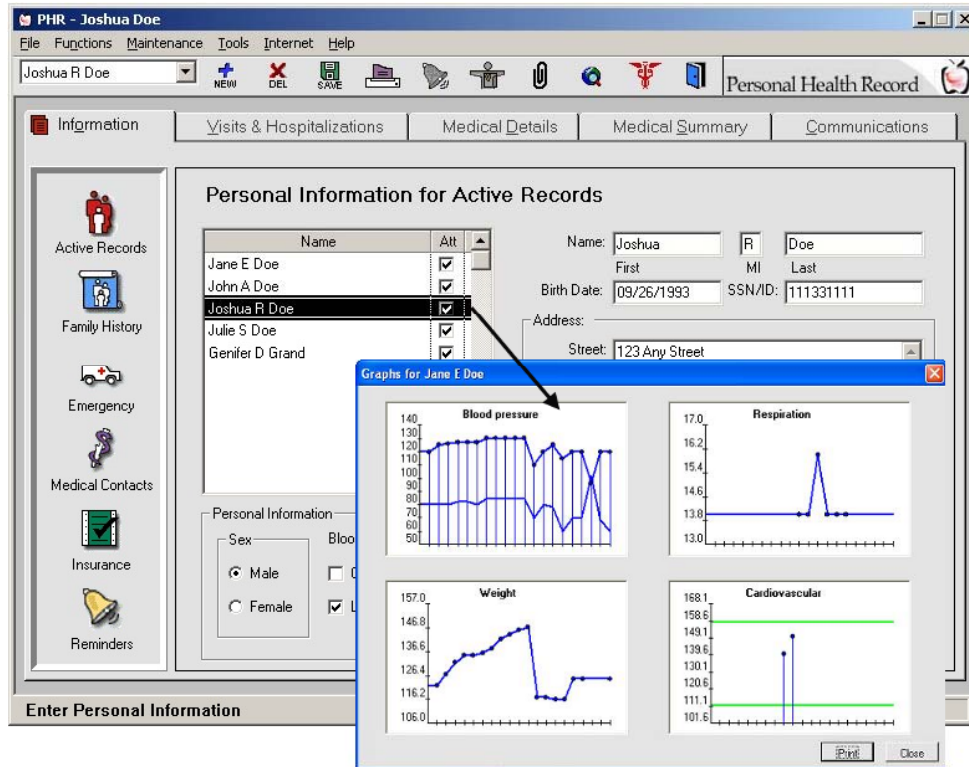 PHR - Joshua Doe
File Functions Maintenance Tools Internet Help
Joshua R Doe
NEW DEL SAVE
Personal Health Record
Information Visits & Hospitalizations Medical Details Medical Summary Communications
Active Records
Family History
Emergency
Medical Contacts
Insurance
Reminders
Personal Information for Active Records
Name Att
Jane E Doe
John A Doe
Joshua R Doe
Julie S Doe
Genifer D Grand
Name: Joshua R Doe
First MI Last
Birth Date: 09/26/1993 SSN/ID: 111331111
Address:
Street: 123 Any Street
Personal Information
Sex
Male
Female
Bloo
L
Enter Personal Information
Graphs for Jane E Doe
Blood pressure
140
130
120
110
100
90
80
70
60
50
Respiration
17.0
16.2
15.4
14.6
13.8
13.0
Weight
157.0
146.8
136.6
126.4
116.2
106.0
Cardiovascular
168.1
158.6
149.1
139.6
130.1
120.6
111.1
101.6
Print Close